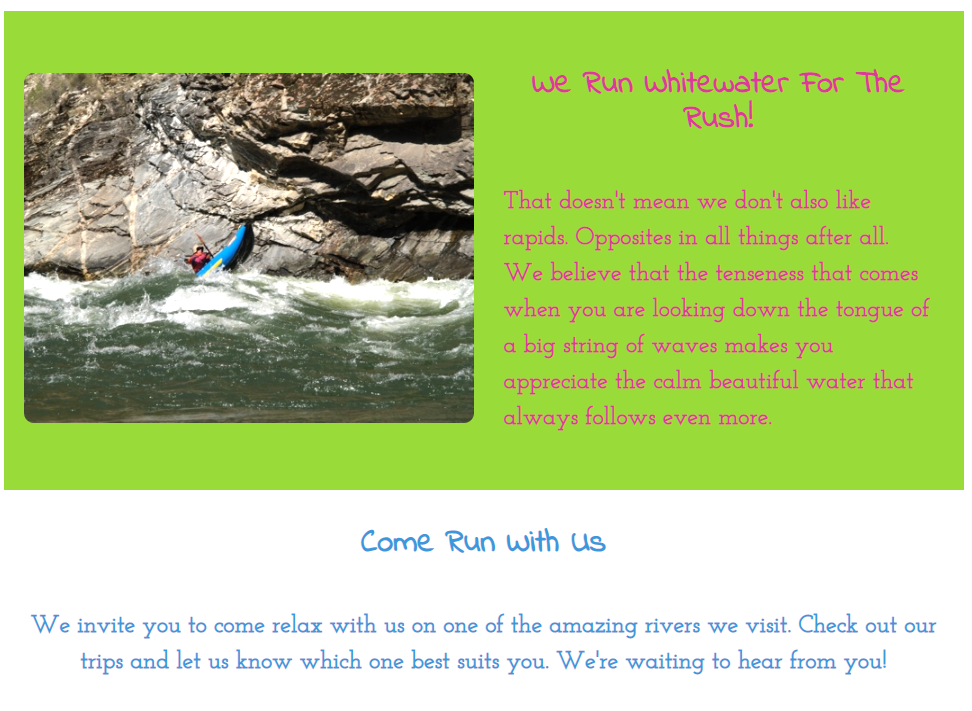 We Run Whitewater For The
Rush!
That doesn't mean we don't also like
rapids. Opposites in all things after all.
We believe that the tenseness that comes
when you are looking down the tongue of
a big string of waves makes you
appreciate the calm beautiful water that
always follows even more.
Come Run With Us
We invite you to come relax with us on one of the amazing rivers we visit. Check out our
trips and let us know which one best suits you. We're waiting to hear from you!